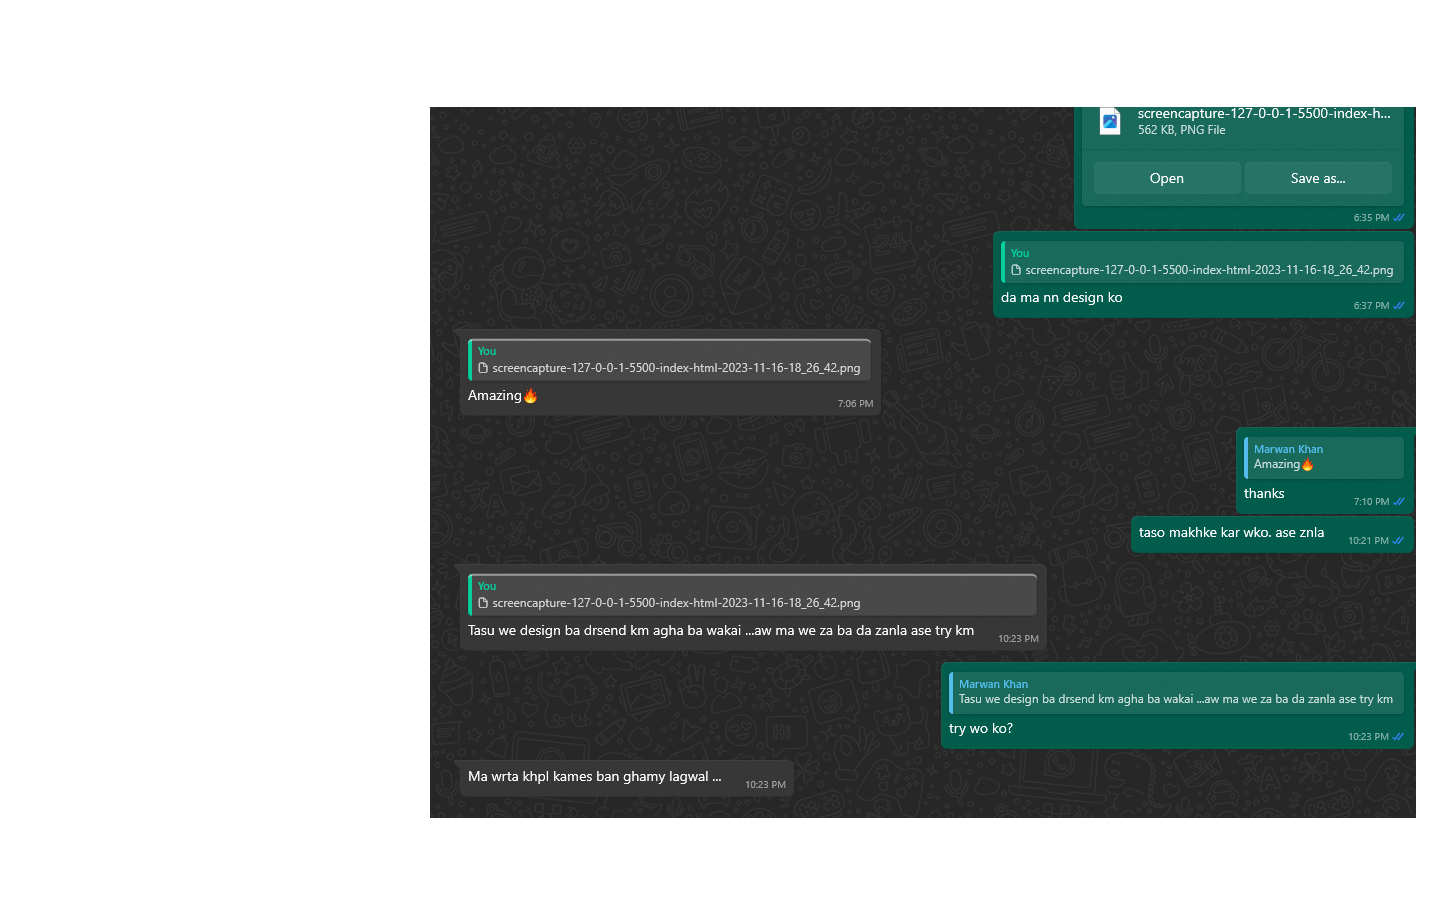 screencapture-127-0-0-1-5500-index-h...
562 KB, PNG File
Open
Save as...
6:35 PM
You
screencapture-127-0-0-1-5500-index-html-2023-11-16-18_26_42.png
da ma nn design ko
6:37 PM
You
screencapture-127-0-0-1-5500-index-html-2023-11-16-18_26_42.png
Amazing🔥
7:06 PM
Marwan Khan
Amazing🔥
thanks
7:10 PM
taso makhke kar wko. ase znla
10:21 PM
You
screencapture-127-0-0-1-5500-index-html-2023-11-16-18_26_42.png
Tasu we design ba drsend km agha ba wakai ...aw ma we za ba da zanla ase try km
10:23 PM
Marwan Khan
Tasu we design ba drsend km agha ba wakai ...aw ma we za ba da zanla ase try km
try wo ko?
10:23 PM
Ma wrta khpl kames ban ghamy lagwal ...
10:23 PM